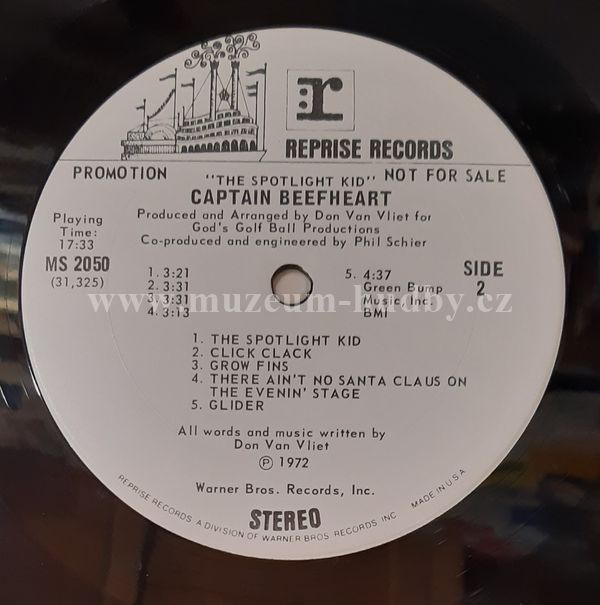 r
REPRISE RECORDS
PROMOTION
NOT FOR SALE
"THE SPOTLIGHT KID"
CAPTAIN BEEFHEART
Produced and Arranged by Don Van Vliet for
God's Golf Ball Productions
Co-produced and engineered by Phil Schier
Playing
Time:
17:33
MS 2050
(31,325)
1. 3:21
2. 3:31
3. 3:31
4. 3:13
5. 4:37
Green Bump
Music, Inc.
BMI
SIDE
2
www.muzeum-hudby.cz
1. THE SPOTLIGHT KID
2. CLICK CLACK
3. GROW FINS
4. THERE AIN'T NO SANTA CLAUS ON
THE EVENIN' STAGE
5. GLIDER
All words and music written by
Don Van Vliet
℗ 1972
Warner Bros. Records, Inc.
STEREO
REPRISE RECORDS, A DIVISION OF WARNER BROS. RECORDS, INC. MADE IN U.S.A.